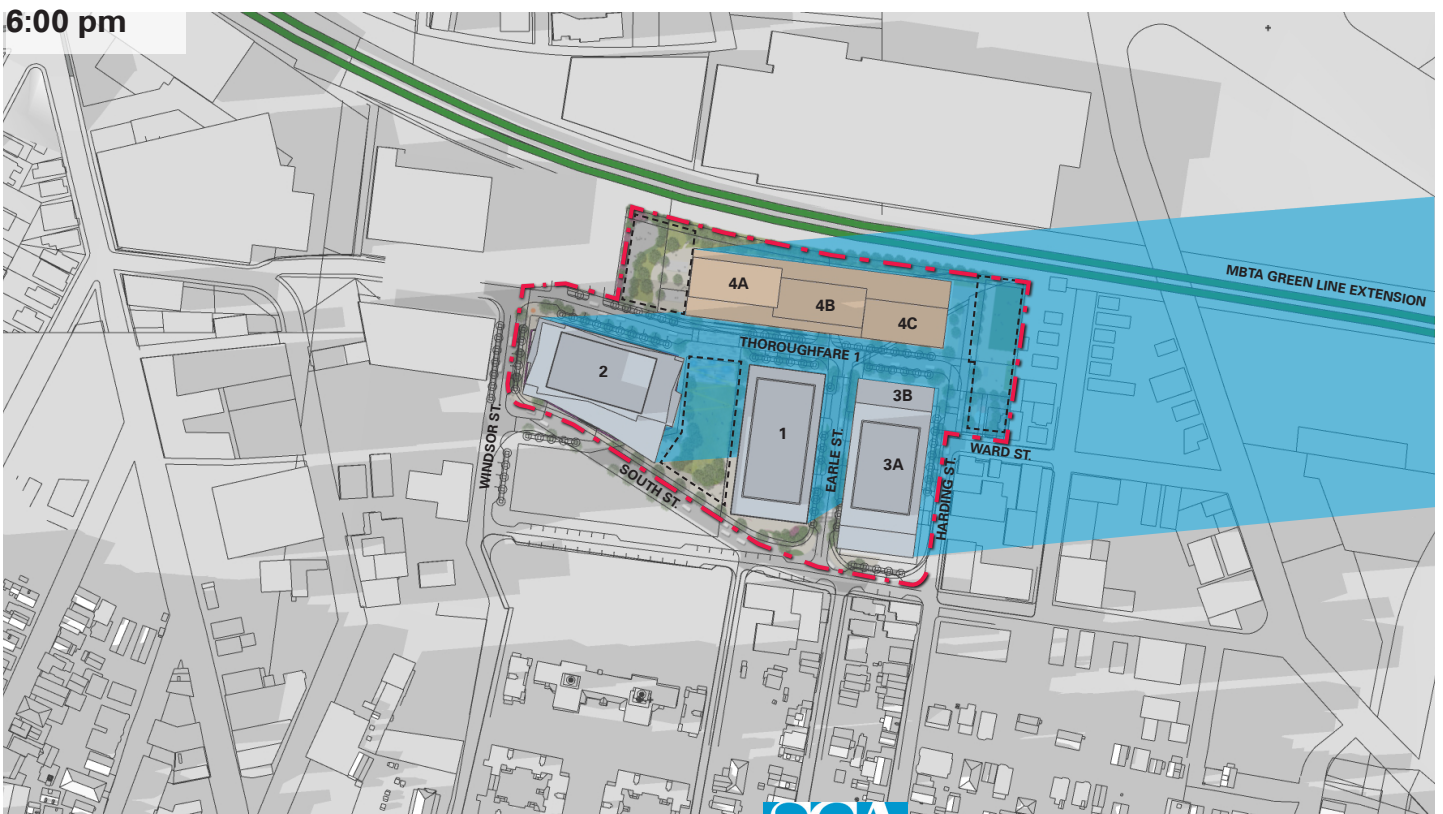 6:00 pm
MBTA GREEN LINE EXTENSION
4A
4B
4C
THOROUGHFARE 1
2
3B
1
3A
WINDSOR ST.
SOUTH ST.
EARLE ST.
HARDING ST.
WARD ST.